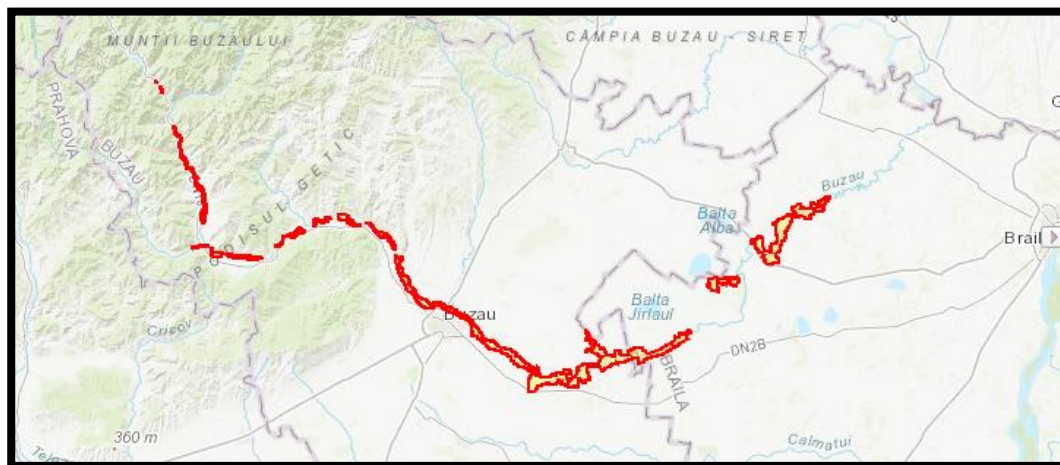 MUNTII BUZAULUI
CAMPIA BUZAU - SIRET
PRAHOVA
BUZAU
PODISUL GETIC
Buzau
Balta
Alba
Brail
Balta
Jirlaul
Buzau
DN2B
BRAILA
Cricov
360 m
Calmatui